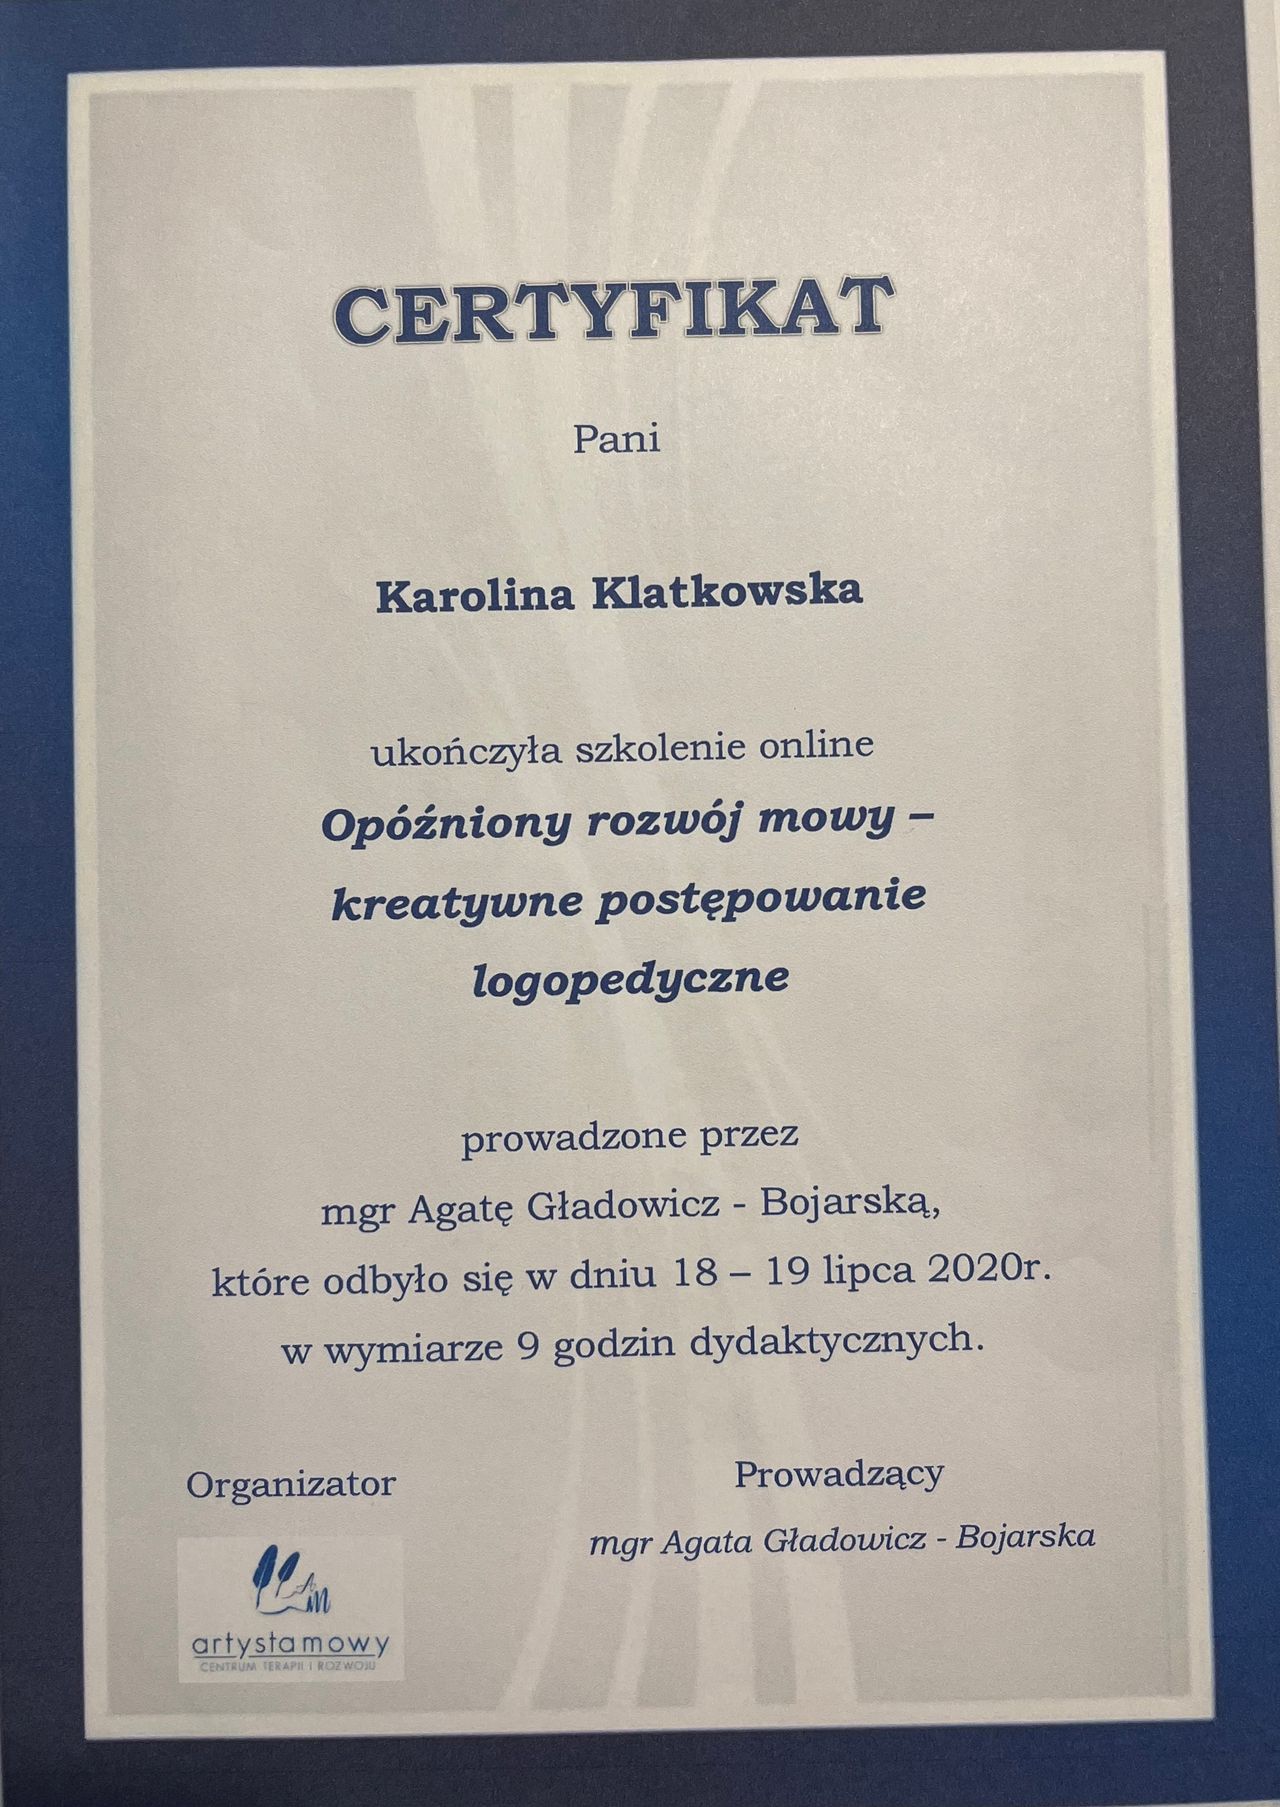 CERTYFIKAT
Pani
Karolina Klatkowska
ukończyła szkolenie online
Opóźniony rozwój mowy –
kreatywne postępowanie
logopedyczne
prowadzone przez
mgr Agatę Gładowicz - Bojarską,
które odbyło się w dniu 18 – 19 lipca 2020r.
w wymiarze 9 godzin dydaktycznych.
Organizator
Prowadzący
mgr Agata Gładowicz - Bojarska
artystamowy
CENTRUM TERAPII I ROZWOJU